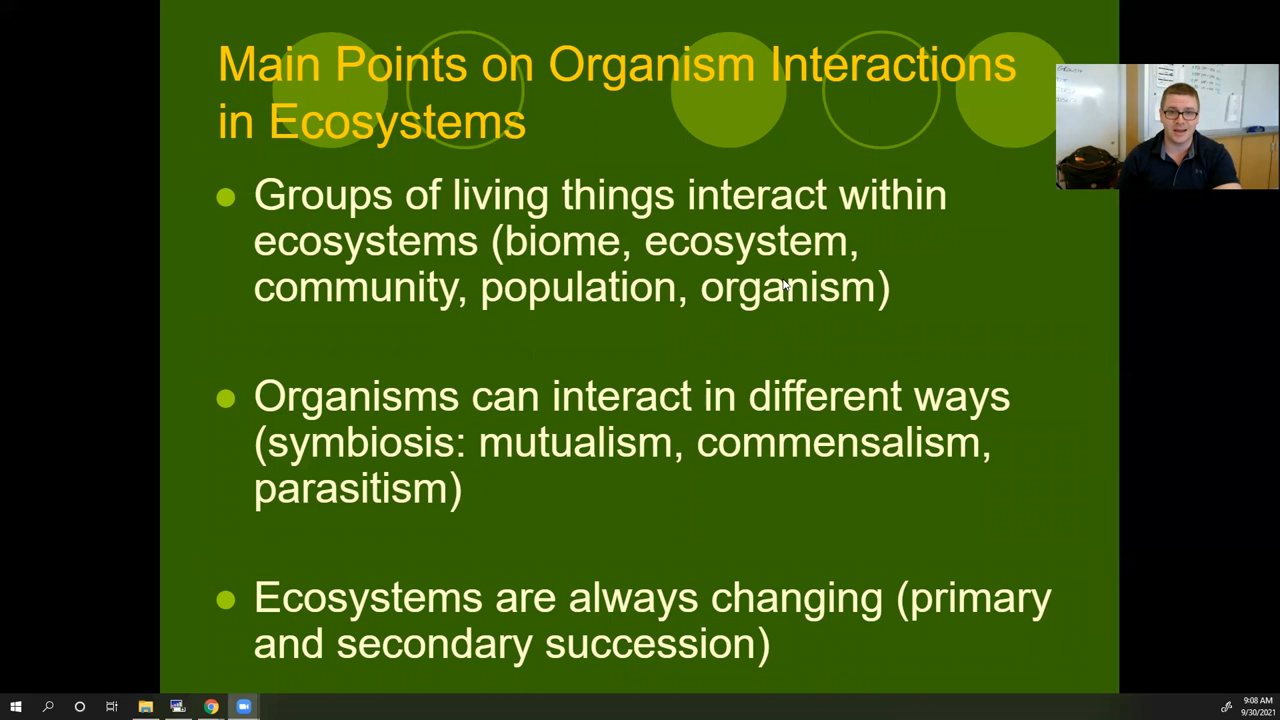 Main Points on Organism Interactions
in Ecosystems
Groups of living things interact within
ecosystems (biome, ecosystem,
community, population, organism)
Organisms can interact in different ways
(symbiosis: mutualism, commensalism,
parasitism)
Ecosystems are always changing (primary
and secondary succession)
9:08 AM
9/30/2021